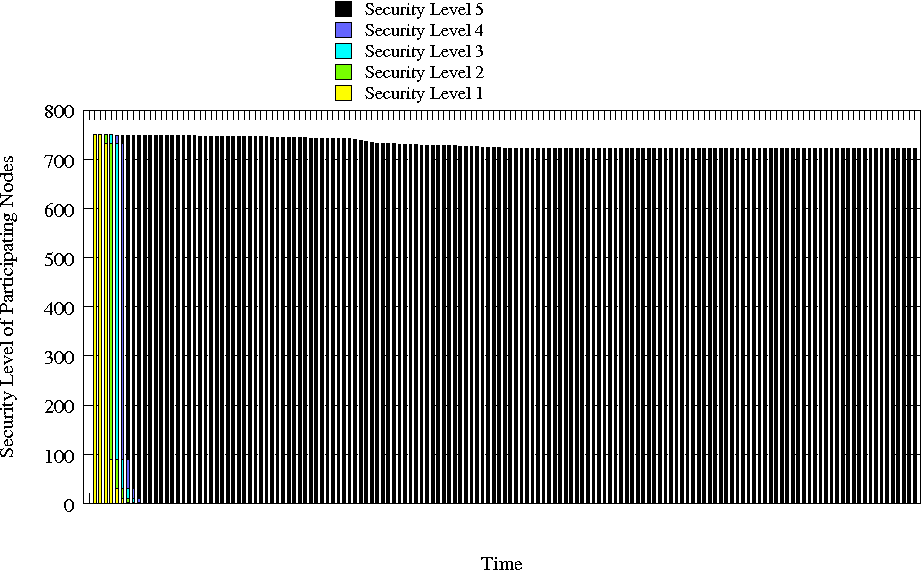 Security Level 5
Security Level 4
Security Level 3
Security Level 2
Security Level 1
800
700
600
500
400
300
200
100
0
Security Level of Participating Nodes
Time